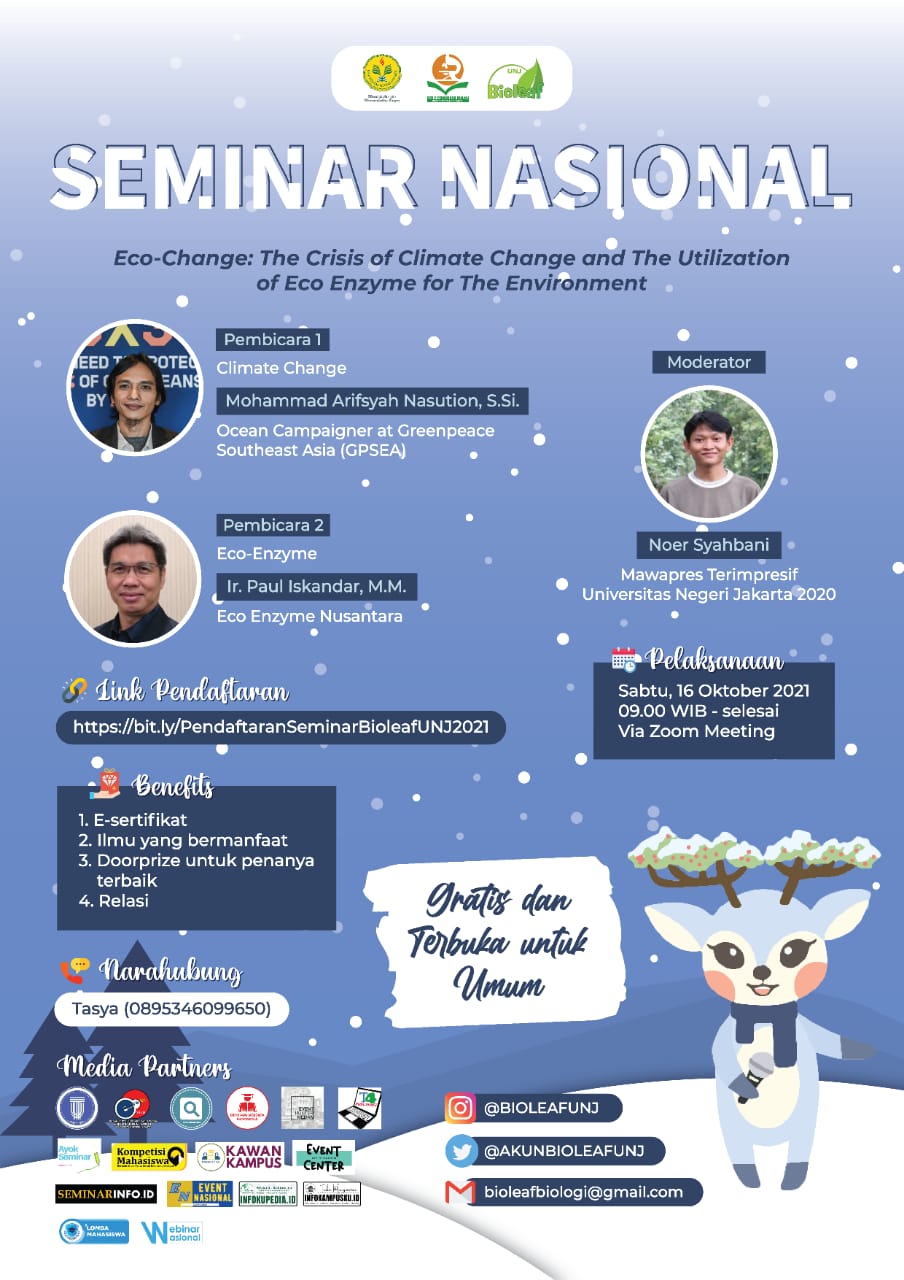 UNJ
Bioleaf
SEMINAR NASIONAL
Eco-Change: The Crisis of Climate Change and The Utilization
of Eco Enzyme for The Environment
Pembicara 1
Climate Change
Mohammad Arifsyah Nasution, S.Si.
Ocean Campaigner at Greenpeace
Southeast Asia (GPSEA)
Moderator
Noer Syahbani
Mawapres Terimpresif
Universitas Negeri Jakarta 2020
Pembicara 2
Eco-Enzyme
Ir. Paul Iskandar, M.M.
Eco Enzyme Nusantara
Link Pendaftaran
https://bit.ly/PendaftaranSeminarBioleafUNJ2021
Pelaksanaan
Sabtu, 16 Oktober 2021
09.00 WIB - selesai
Via Zoom Meeting
Benefits
1. E-sertifikat
2. Ilmu yang bermanfaat
3. Doorprize untuk penanya
terbaik
4. Relasi
Gratis dan
Terbuka untuk
Umum
Narahubung
Tasya (0895346099650)
Media Partners
Ayok
Seminar
Kompetisi
Mahasiswa
KAWAN
KAMPUS
EVENT
CENTER
SEMINARINFO.ID
EVENT
NASIONAL
INFOKUPEDIA.ID
INFOKAMPUSKU.ID
LOMBA
MAHASISWA
Webinar
Nasional
@BIOLEAFUNJ
@AKUNBIOLEAFUNJ
bioleafbiologi@gmail.com